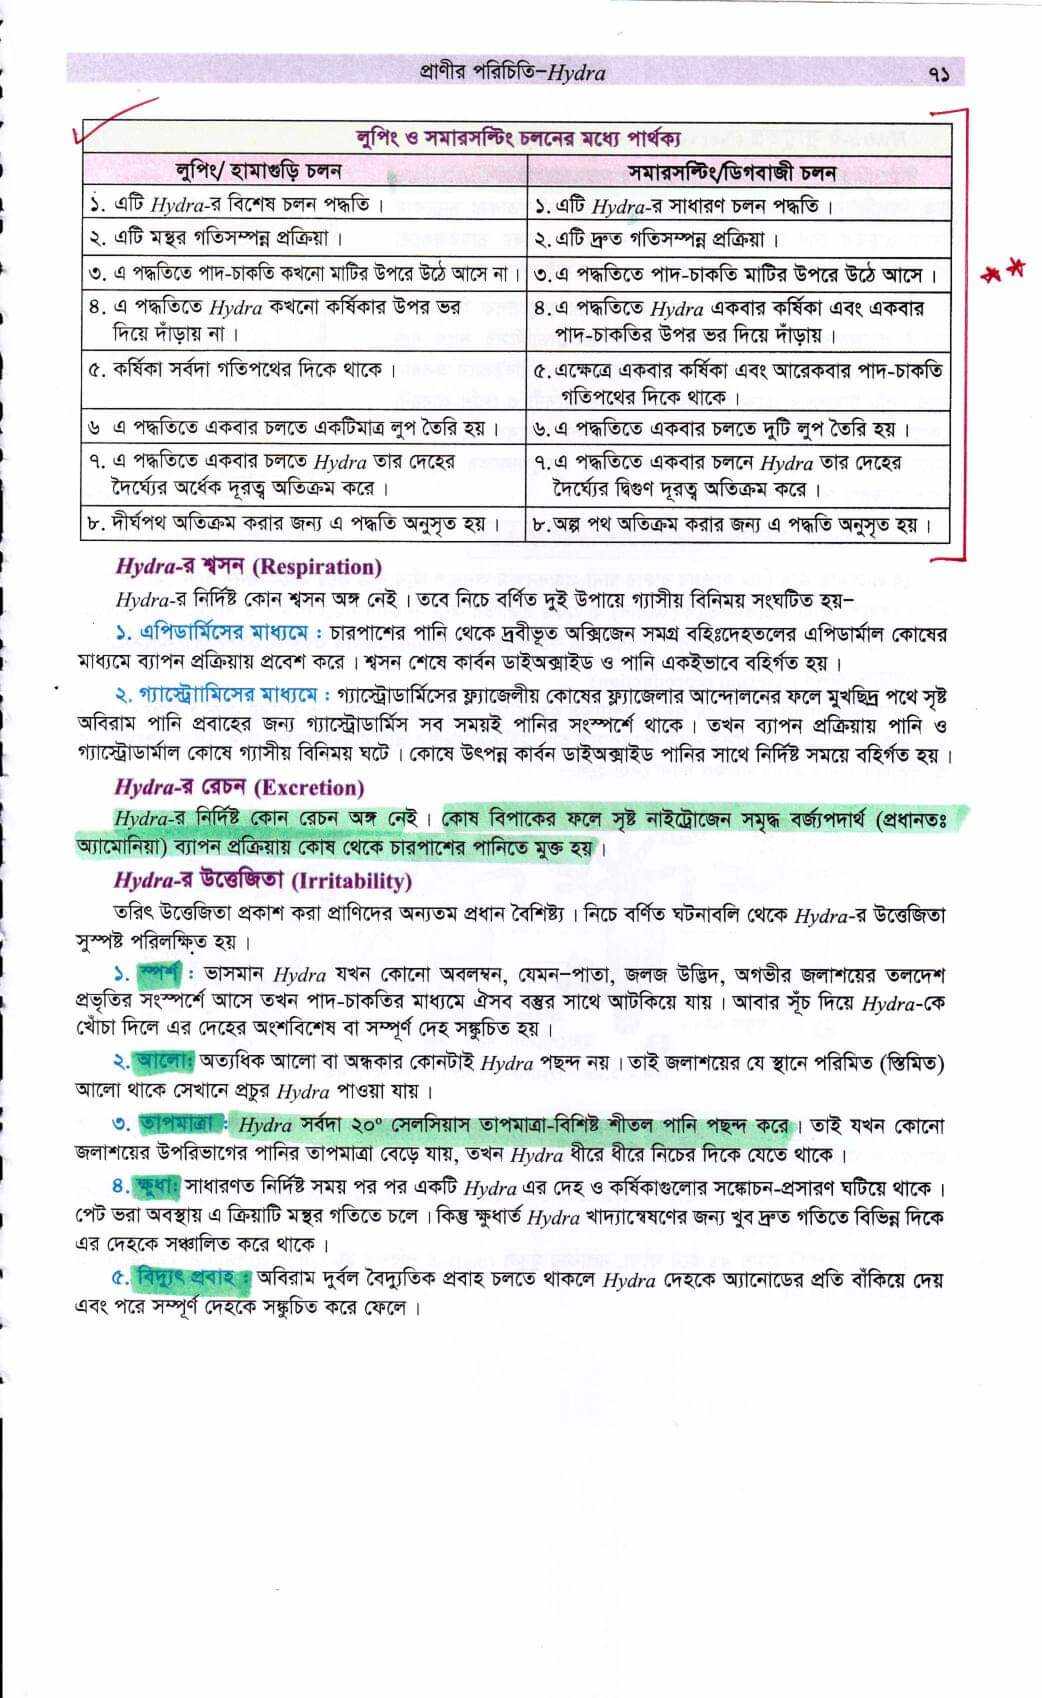 প্রাণীর পরিচিতি–Hydra ৭১
লুপিং ও সমারসল্টিং চলনের মধ্যে পার্থক্য
লুপিং/ হামাগুড়ি চলন সমারসল্টিং/ডিগবাজী চলন
১. এটি Hydra-র বিশেষ চলন পদ্ধতি। ১. এটি Hydra-র সাধারণ চলন পদ্ধতি।
২. এটি মন্থর গতিসম্পন্ন প্রক্রিয়া। ২. এটি দ্রুত গতিসম্পন্ন প্রক্রিয়া।
৩. এ পদ্ধতিতে পাদ-চাকতি কখনো মাটির উপরে উঠে আসে না। ৩. এ পদ্ধতিতে পাদ-চাকতি মাটির উপরে উঠে আসে।
৪. এ পদ্ধতিতে Hydra কখনো কর্ষিকার উপর ভর
দিয়ে দাঁড়ায় না।
৪. এ পদ্ধতিতে Hydra একবার কর্ষিকা এবং একবার
পাদ-চাকতির উপর ভর দিয়ে দাঁড়ায়।
৫. কর্ষিকা সর্বদা গতিপথের দিকে থাকে।
৫. এক্ষেত্রে একবার কর্ষিকা এবং আরেকবার পাদ-চাকতি
গতিপথের দিকে থাকে।
৬ এ পদ্ধতিতে একবার চলতে একটিমাত্র লুপ তৈরি হয়। ৬. এ পদ্ধতিতে একবার চলতে দুটি লুপ তৈরি হয়।
৭. এ পদ্ধতিতে একবার চলতে Hydra তার দেহের
দৈর্ঘ্যের অর্ধেক দূরত্ব অতিক্রম করে।
৭. এ পদ্ধতিতে একবার চলনে Hydra তার দেহের
দৈর্ঘ্যের দ্বিগুণ দূরত্ব অতিক্রম করে।
৮. দীর্ঘপথ অতিক্রম করার জন্য এ পদ্ধতি অনুসৃত হয়। ৮. অল্প পথ অতিক্রম করার জন্য এ পদ্ধতি অনুসৃত হয়।
Hydra-র শ্বসন (Respiration)
Hydra-র নির্দিষ্ট কোন শ্বসন অঙ্গ নেই। তবে নিচে বর্ণিত দুই উপায়ে গ্যাসীয় বিনিময় সংঘটিত হয়–
১. এপিডার্মিসের মাধ্যমে : চারপাশের পানি থেকে দ্রবীভূত অক্সিজেন সমগ্র বহিঃদেহতলের এপিডার্মাল কোষের
মাধ্যমে ব্যাপন প্রক্রিয়ায় প্রবেশ করে। শ্বসন শেষে কার্বন ডাইঅক্সাইড ও পানি একইভাবে বহির্গত হয়।
২. গ্যাস্ট্রোামিসের মাধ্যমে : গ্যাস্ট্রোডার্মিসের ফ্ল্যাজেলীয় কোষের ফ্ল্যাজেলার আন্দোলনের ফলে মুখছিদ্র পথে সৃষ্ট
অবিরাম পানি প্রবাহের জন্য গ্যাস্ট্রোডার্মিস সব সময়ই পানির সংস্পর্শে থাকে। তখন ব্যাপন প্রক্রিয়ায় পানি ও
গ্যাস্ট্রোডার্মাল কোষে গ্যাসীয় বিনিময় ঘটে। কোষে উৎপন্ন কার্বন ডাইঅক্সাইড পানির সাথে নির্দিষ্ট সময়ে বহির্গত হয়।
Hydra-র রেচন (Excretion)
Hydra-র নির্দিষ্ট কোন রেচন অঙ্গ নেই। কোষ বিপাকের ফলে সৃষ্ট নাইট্রোজেন সমৃদ্ধ বর্জ্যপদার্থ (প্রধানতঃ
অ্যামোনিয়া) ব্যাপন প্রক্রিয়ায় কোষ থেকে চারপাশের পানিতে মুক্ত হয়।
Hydra-র উত্তেজিতা (Irritability)
তরিৎ উত্তেজিতা প্রকাশ করা প্রাণিদের অন্যতম প্রধান বৈশিষ্ট্য। নিচে বর্ণিত ঘটনাবলি থেকে Hydra-র উত্তেজিতা
সুস্পষ্ট পরিলক্ষিত হয়।
১. স্পর্শ : ভাসমান Hydra যখন কোনো অবলম্বন, যেমন–পাতা, জলজ উদ্ভিদ, অগভীর জলাশয়ের তলদেশ
প্রভৃতির সংস্পর্শে আসে তখন পাদ-চাকতির মাধ্যমে ঐসব বস্তুর সাথে আটকিয়ে যায়। আবার সূঁচ দিয়ে Hydra-কে
খোঁচা দিলে এর দেহের অংশবিশেষ বা সম্পূর্ণ দেহ সঙ্কুচিত হয়।
২. আলো: অত্যধিক আলো বা অন্ধকার কোনটাই Hydra পছন্দ নয়। তাই জলাশয়ের যে স্থানে পরিমিত (স্তিমিত)
আলো থাকে সেখানে প্রচুর Hydra পাওয়া যায়।
৩. তাপমাত্রা : Hydra সর্বদা ২০° সেলসিয়াস তাপমাত্রা-বিশিষ্ট শীতল পানি পছন্দ করে। তাই যখন কোনো
জলাশয়ের উপরিভাগের পানির তাপমাত্রা বেড়ে যায়, তখন Hydra ধীরে ধীরে নিচের দিকে যেতে থাকে।
৪. ক্ষুধা: সাধারণত নির্দিষ্ট সময় পর পর একটি Hydra এর দেহ ও কর্ষিকাগুলোর সঙ্কোচন-প্রসারণ ঘটিয়ে থাকে।
পেট ভরা অবস্থায় এ ক্রিয়াটি মন্থর গতিতে চলে। কিন্তু ক্ষুধার্ত Hydra খাদ্যান্বেষণের জন্য খুব দ্রুত গতিতে বিভিন্ন দিকে
এর দেহকে সঞ্চালিত করে থাকে।
৫. বিদ্যুৎ প্রবাহ : অবিরাম দুর্বল বৈদ্যুতিক প্রবাহ চলতে থাকলে Hydra দেহকে অ্যানোডের প্রতি বাঁকিয়ে দেয়
এবং পরে সম্পূর্ণ দেহকে সঙ্কুচিত করে ফেলে।